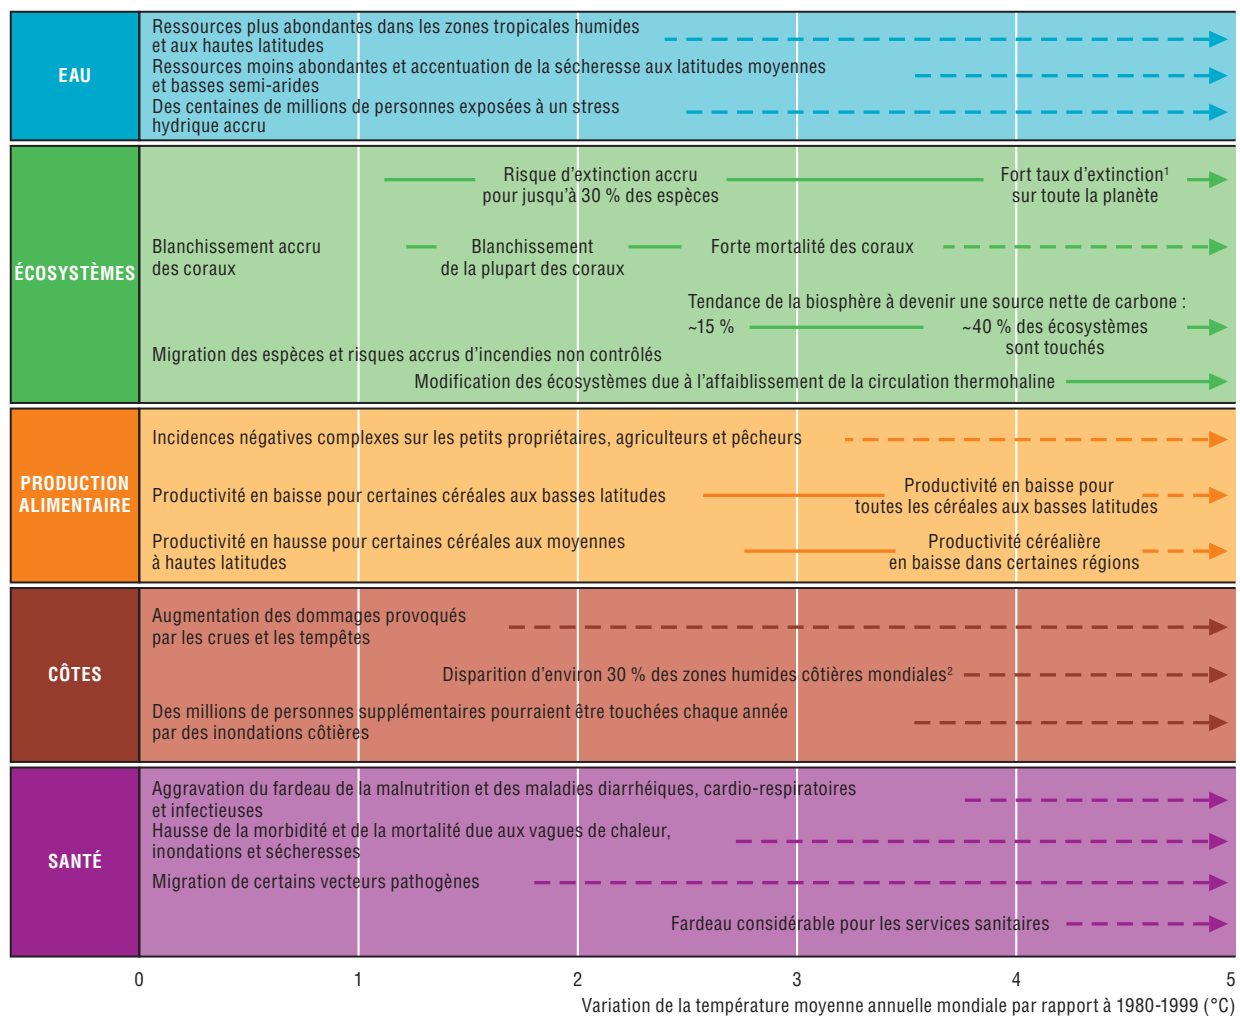 EAU
Ressources plus abondantes dans les zones tropicales humides
et aux hautes latitudes
Ressources moins abondantes et accentuation de la sécheresse aux latitudes moyennes
et basses semi-arides
Des centaines de millions de personnes exposées à un stress
hydrique accru
ÉCOSYSTÈMES
Risque d'extinction accru
pour jusqu'à 30 % des espèces
Fort taux d'extinction¹
sur toute la planète
Blanchissement accru
des coraux
Blanchissement
de la plupart des coraux
Forte mortalité des coraux
Tendance de la biosphère à devenir une source nette de carbone :
~15 %
~40 % des écosystèmes
sont touchés
Migration des espèces et risques accrus d'incendies non contrôlés
Modification des écosystèmes due à l'affaiblissement de la circulation thermohaline
PRODUCTION
ALIMENTAIRE
Incidences négatives complexes sur les petits propriétaires, agriculteurs et pêcheurs
Productivité en baisse pour certaines céréales aux basses latitudes
Productivité en baisse pour
toutes les céréales aux basses latitudes
Productivité en hausse pour certaines céréales aux moyennes
à hautes latitudes
Productivité céréalière
en baisse dans certaines régions
CÔTES
Augmentation des dommages provoqués
par les crues et les tempêtes
Disparition d'environ 30 % des zones humides côtières mondiales²
Des millions de personnes supplémentaires pourraient être touchées chaque année
par des inondations côtières
SANTÉ
Aggravation du fardeau de la malnutrition et des maladies diarrhéiques, cardio-respiratoires
et infectieuses
Hausse de la morbidité et de la mortalité due aux vagues de chaleur,
inondations et sécheresses
Migration de certains vecteurs pathogènes
Fardeau considérable pour les services sanitaires
0 1 2 3 4 5
Variation de la température moyenne annuelle mondiale par rapport à 1980-1999 (°C)